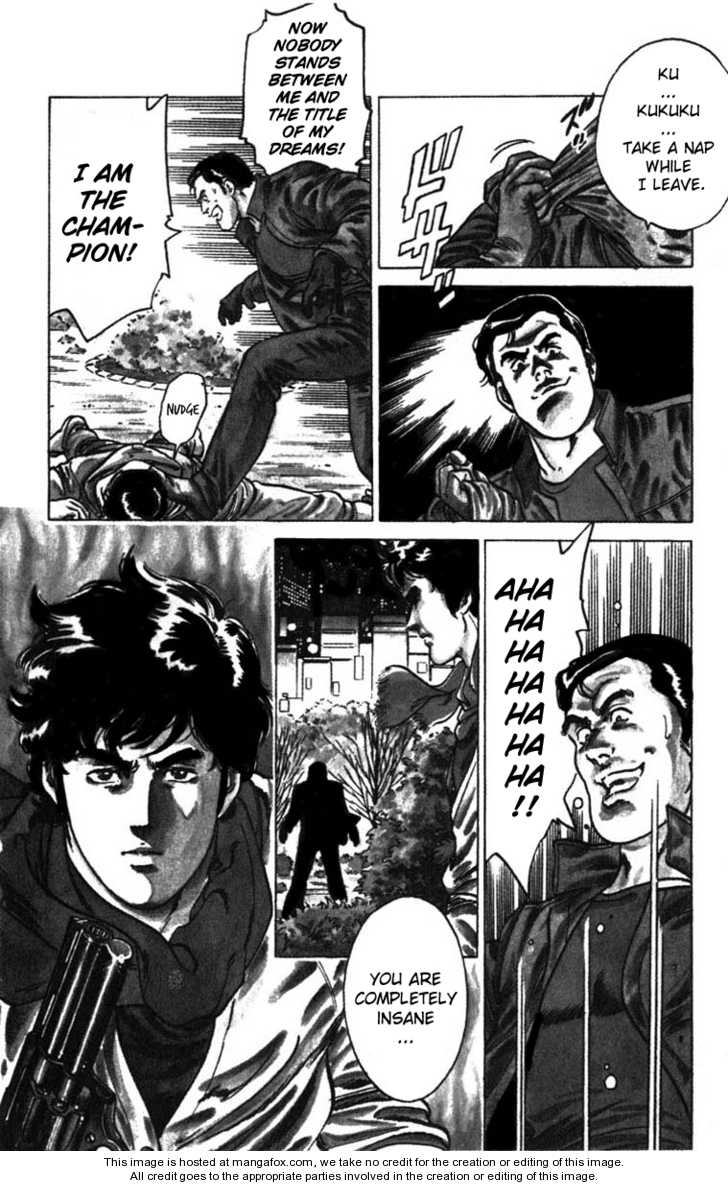 KU
...
KUKUKU
...
TAKE A NAP
WHILE
I LEAVE.
ズル
!!
NOW
NOBODY
STANDS
BETWEEN
ME AND
THE TITLE
OF MY
DREAMS!
I AM
THE
CHAM-
PION!
NUDGE
AHA
HA
HA
HA
HA
HA
HA
!!
YOU ARE
COMPLETELY
INSANE
...
This image is hosted at mangafox.com, we take no credit for the creation or editing of this image.
All credit goes to the appropriate parties involved in the creation or editing of this image.